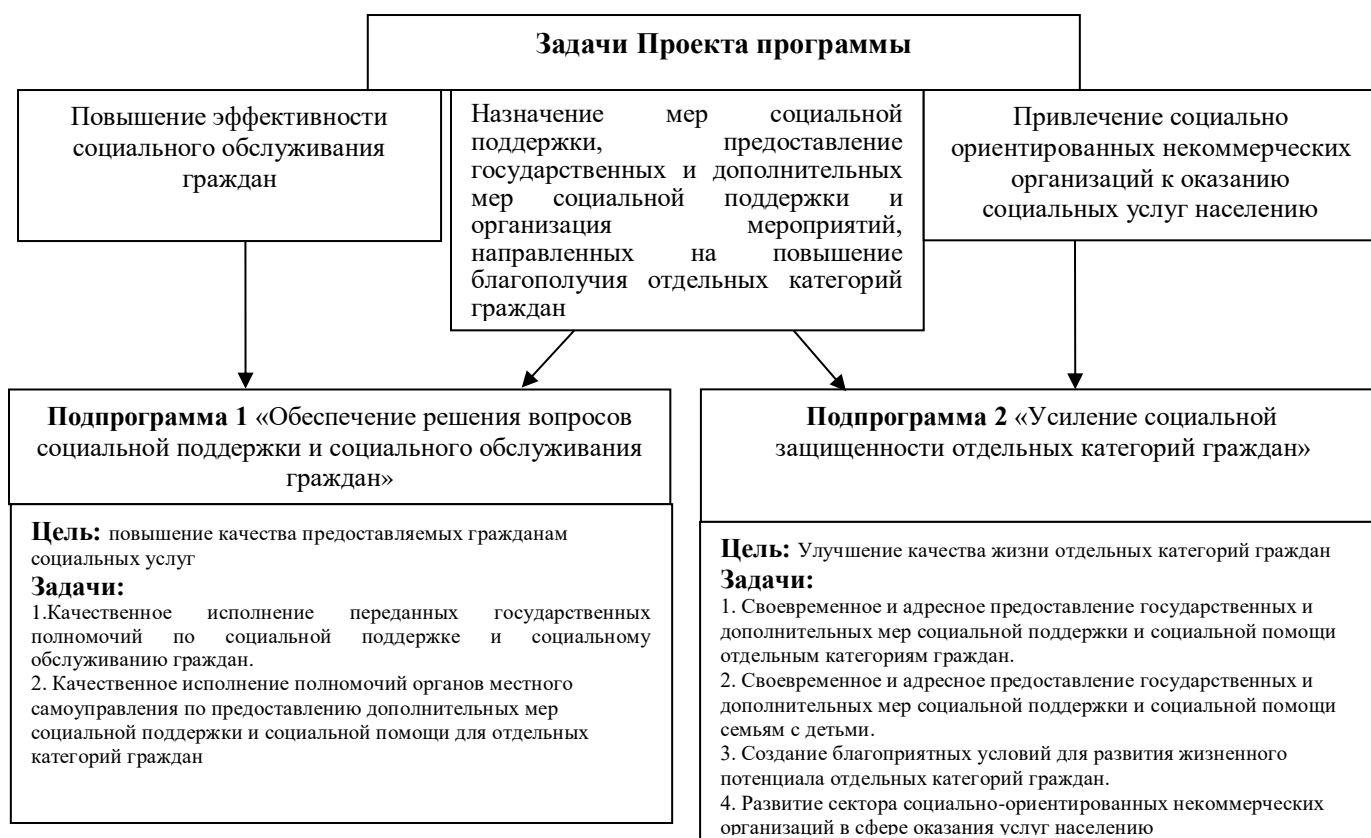 Задачи Проекта программы
Повышение эффективности
социального обслуживания
граждан
Назначение мер социальной
поддержки, предоставление
государственных и дополнительных
мер социальной поддержки и
организация мероприятий,
направленных на повышение
благополучия отдельных категорий
граждан
Привлечение социально
ориентированных некоммерческих
организаций к оказанию
социальных услуг населению
Подпрограмма 1 «Обеспечение решения вопросов
социальной поддержки и социального обслуживания
граждан»
Цель: повышение качества предоставляемых гражданам
социальных услуг
Задачи:
1.Качественное исполнение переданных государственных
полномочий по социальной поддержке и социальному
обслуживанию граждан.
2. Качественное исполнение полномочий органов местного
самоуправления по предоставлению дополнительных мер
социальной поддержки и социальной помощи для отдельных
категорий граждан
Подпрограмма 2 «Усиление социальной
защищенности отдельных категорий граждан»
Цель: Улучшение качества жизни отдельных категорий граждан
Задачи:
1. Своевременное и адресное предоставление государственных и
дополнительных мер социальной поддержки и социальной помощи
отдельным категориям граждан.
2. Своевременное и адресное предоставление государственных и
дополнительных мер социальной поддержки и социальной помощи
семьям с детьми.
3. Создание благоприятных условий для развития жизненного
потенциала отдельных категорий граждан.
4. Развитие сектора социально-ориентированных некоммерческих
организаций в сфере оказания услуг населению